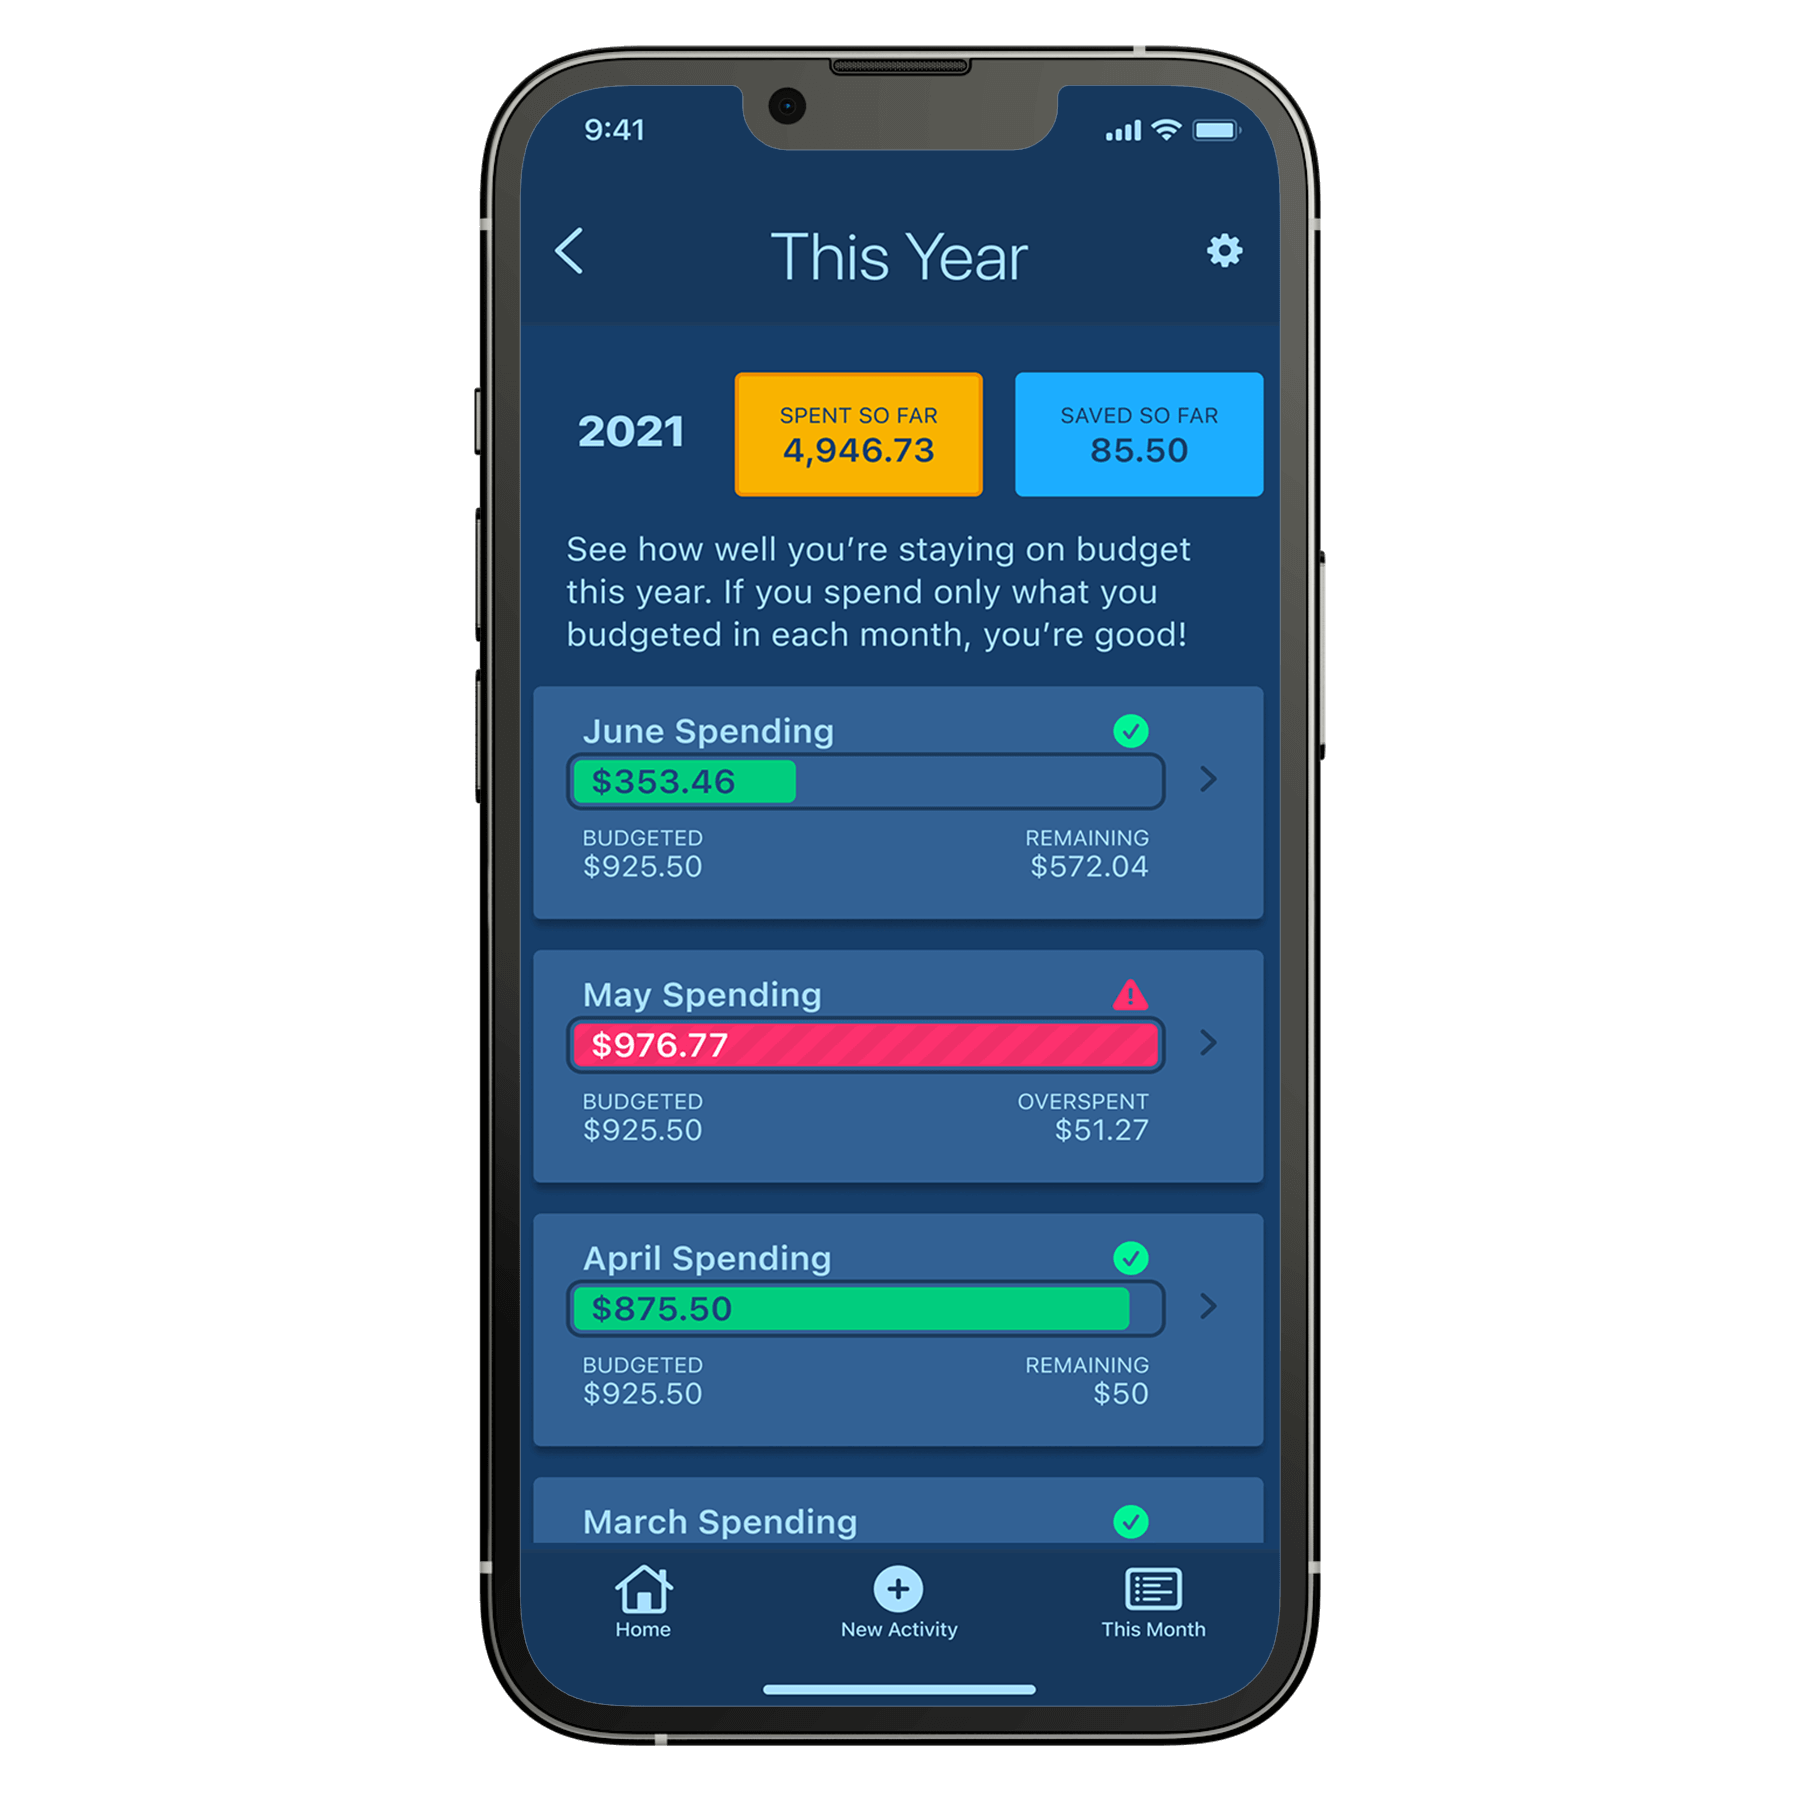 9:41
This Year
2021
SPENT SO FAR
4,946.73
SAVED SO FAR
85.50
See how well you’re staying on budget
this year. If you spend only what you
budgeted in each month, you’re good!
June Spending
$353.46
BUDGETED
$925.50
REMAINING
$572.04
May Spending
$976.77
BUDGETED
$925.50
OVERSPENT
$51.27
April Spending
$875.50
BUDGETED
$925.50
REMAINING
$50
March Spending
Home
New Activity
This Month